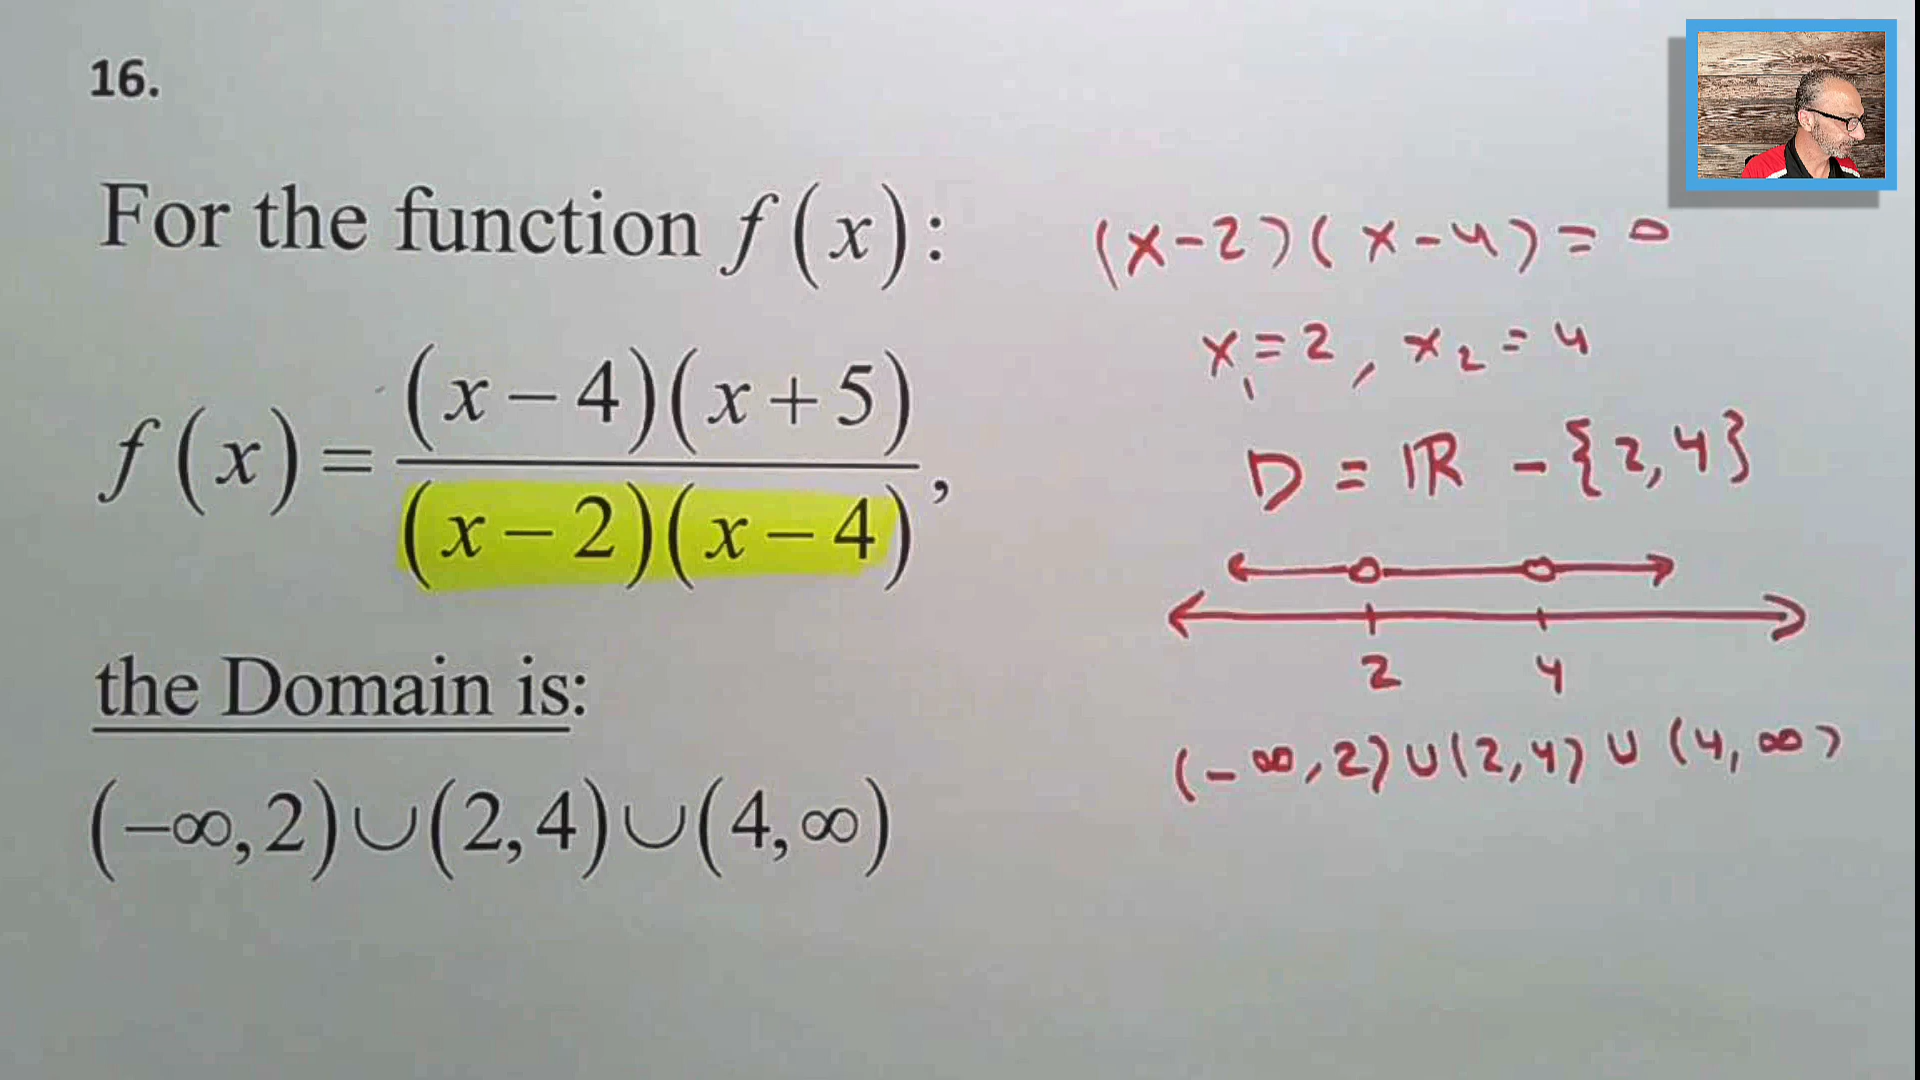 16.
For the function f(x):
f(x) = (x − 4)(x + 5) / (x − 2)(x − 4),
the Domain is:
(−∞, 2) ∪ (2, 4) ∪ (4, ∞)
(x - 2)(x - 4) = 0
x₁ = 2, x₂ = 4
D = ℝ - {2, 4}
2 4
(-∞, 2) ∪ (2, 4) ∪ (4, ∞)